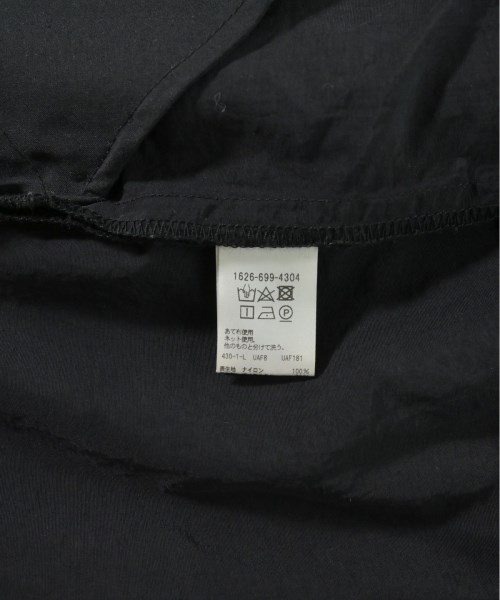 1626-699-4304
あて布使用
ネット使用。
他のものと分けて洗う。
430-1-L UAF8 UAF181
表生地 ナイロン 100%